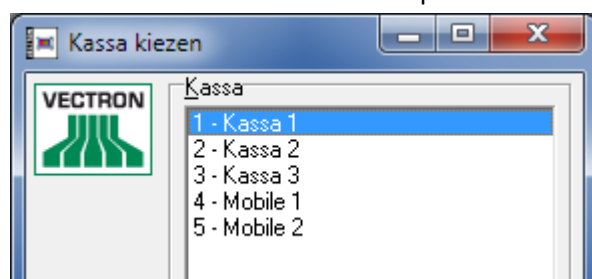 Kassa kiezen
VECTRON
Kassa
1 - Kassa 1
2 - Kassa 2
3 - Kassa 3
4 - Mobile 1
5 - Mobile 2